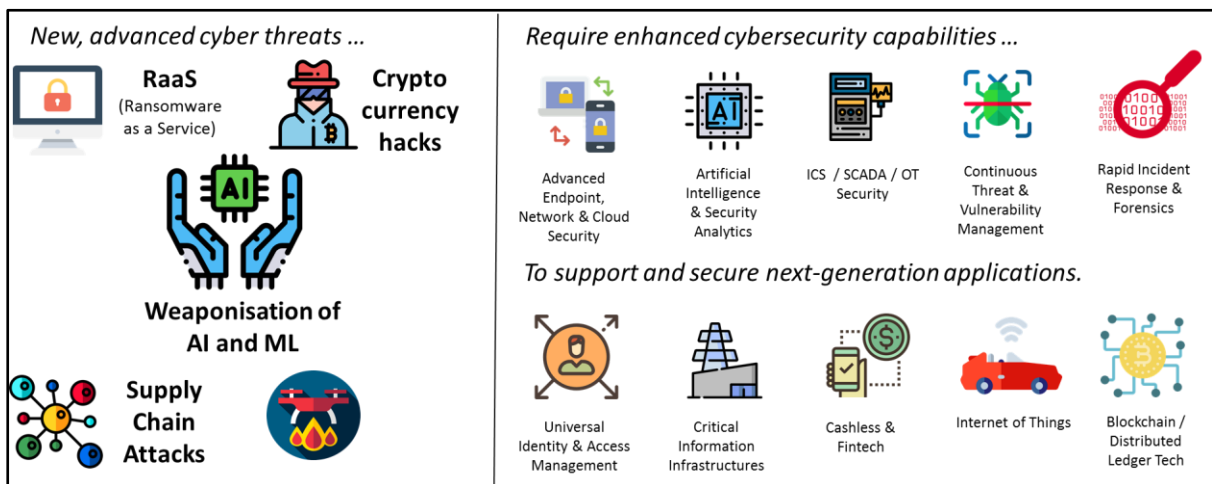 New, advanced cyber threats ...
RaaS
(Ransomware
as a Service)
Crypto
currency
hacks
AI
Weaponisation of
AI and ML
Supply
Chain
Attacks
Require enhanced cybersecurity capabilities ...
Advanced
Endpoint,
Network & Cloud
Security
AI
Artificial
Intelligence
& Security
Analytics
ICS / SCADA / OT
Security
Continuous
Threat &
Vulnerability
Management
Rapid Incident
Response &
Forensics
To support and secure next-generation applications.
Universal
Identity & Access
Management
Critical
Information
Infrastructures
$
Cashless &
Fintech
Internet of Things
Blockchain /
Distributed
Ledger Tech